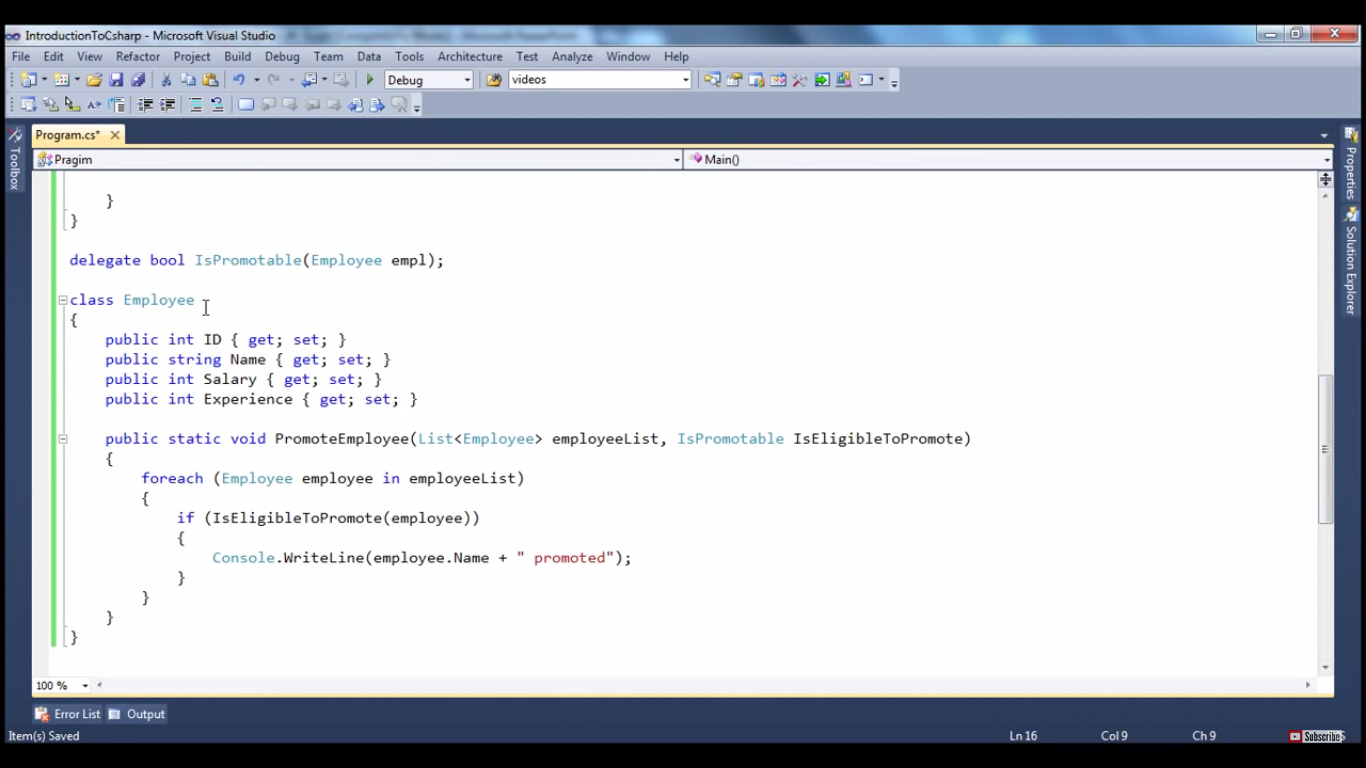 IntroductionToCsharp - Microsoft Visual Studio
File Edit View Refactor Project Build Debug Team Data Tools Architecture Test Analyze Window Help
Debug videos
Program.cs*
Pragim Main()
Toolbox
Properties
Solution Explorer
}
}
delegate bool IsPromotable(Employee empl);
class Employee
{
public int ID { get; set; }
public string Name { get; set; }
public int Salary { get; set; }
public int Experience { get; set; }
public static void PromoteEmployee(List<Employee> employeeList, IsPromotable IsEligibleToPromote)
{
foreach (Employee employee in employeeList)
{
if (IsEligibleToPromote(employee))
{
Console.WriteLine(employee.Name + " promoted");
}
}
}
}
100 %
Error List Output
Item(s) Saved Ln 16 Col 9 Ch 9 Subscribe